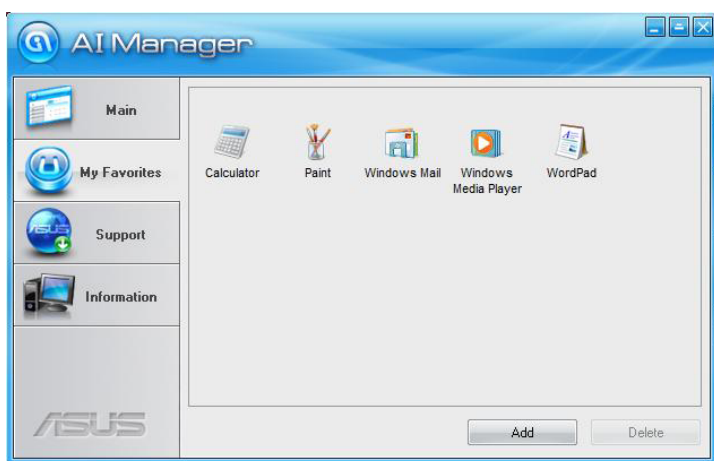 AI Manager
Main
My Favorites
Support
Information
Calculator
Paint
Windows Mail
Windows
Media Player
WordPad
ASUS
Add
Delete